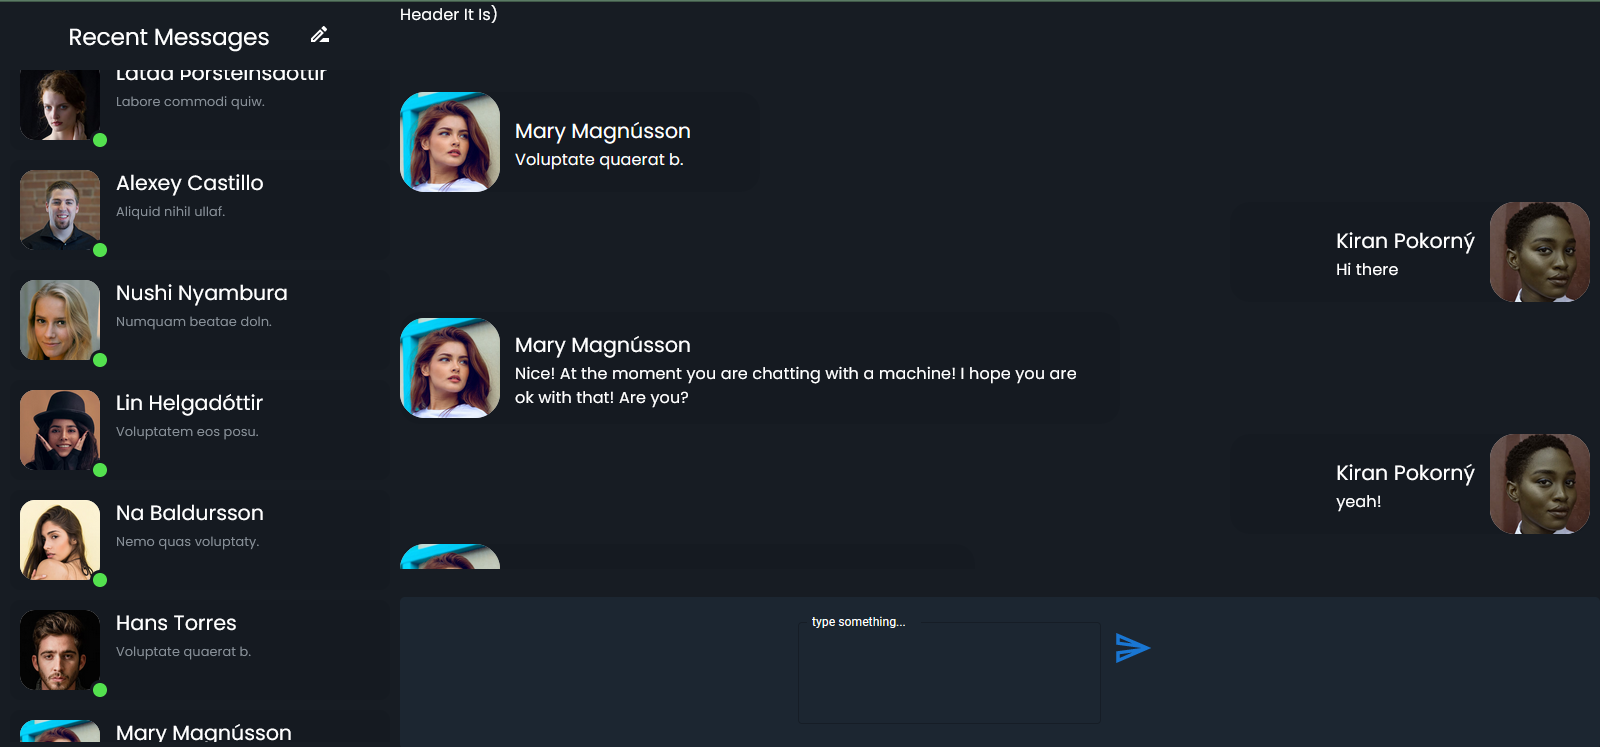 Recent Messages
Labore commodi quiw.
Alexey Castillo
Aliquid nihil ullaf.
Nushi Nyambura
Numquam beatae doln.
Lin Helgadóttir
Voluptatem eos posu.
Na Baldursson
Nemo quas voluptaty.
Hans Torres
Voluptate quaerat b.
Mary Magnússon
Header It Is)
Mary Magnússon
Voluptate quaerat b.
Kiran Pokorný
Hi there
Mary Magnússon
Nice! At the moment you are chatting with a machine! I hope you are
ok with that! Are you?
Kiran Pokorný
yeah!
type something...